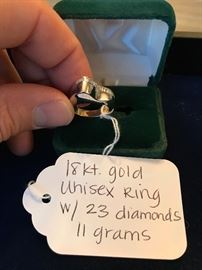 18kt. gold
Unisex Ring
w/ 23 diamonds
11 grams